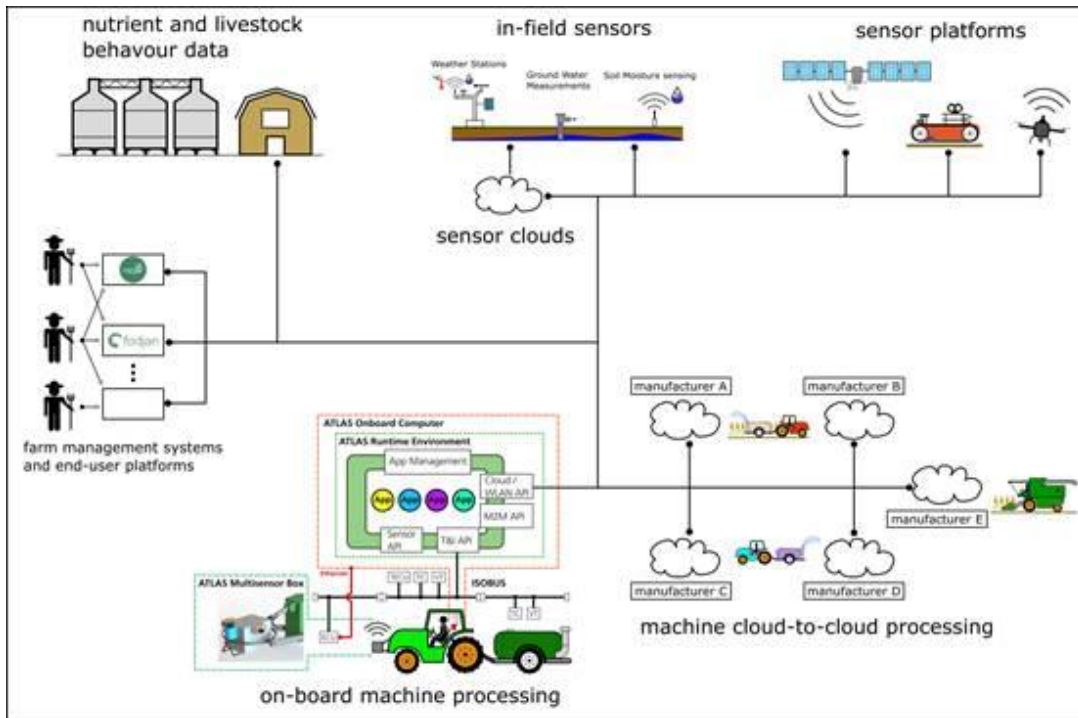 nutrient and livestock
behavour data
in-field sensors
Weather Stations
Ground Water
Measurements
Soil Moisture sensing
sensor platforms
sensor clouds
fodjan
farm management systems
and end-user platforms
manufacturer A
manufacturer B
manufacturer E
manufacturer C
manufacturer D
machine cloud-to-cloud processing
ATLAS Onboard Computer
ATLAS Runtime Environment
App Management
App
App
App
App
Cloud /
WLAN API
M2M API
Sensor
API
T&I API
Ethernet
ISOBUS
ATLAS Multisensor Box
TC
VT
on-board machine processing